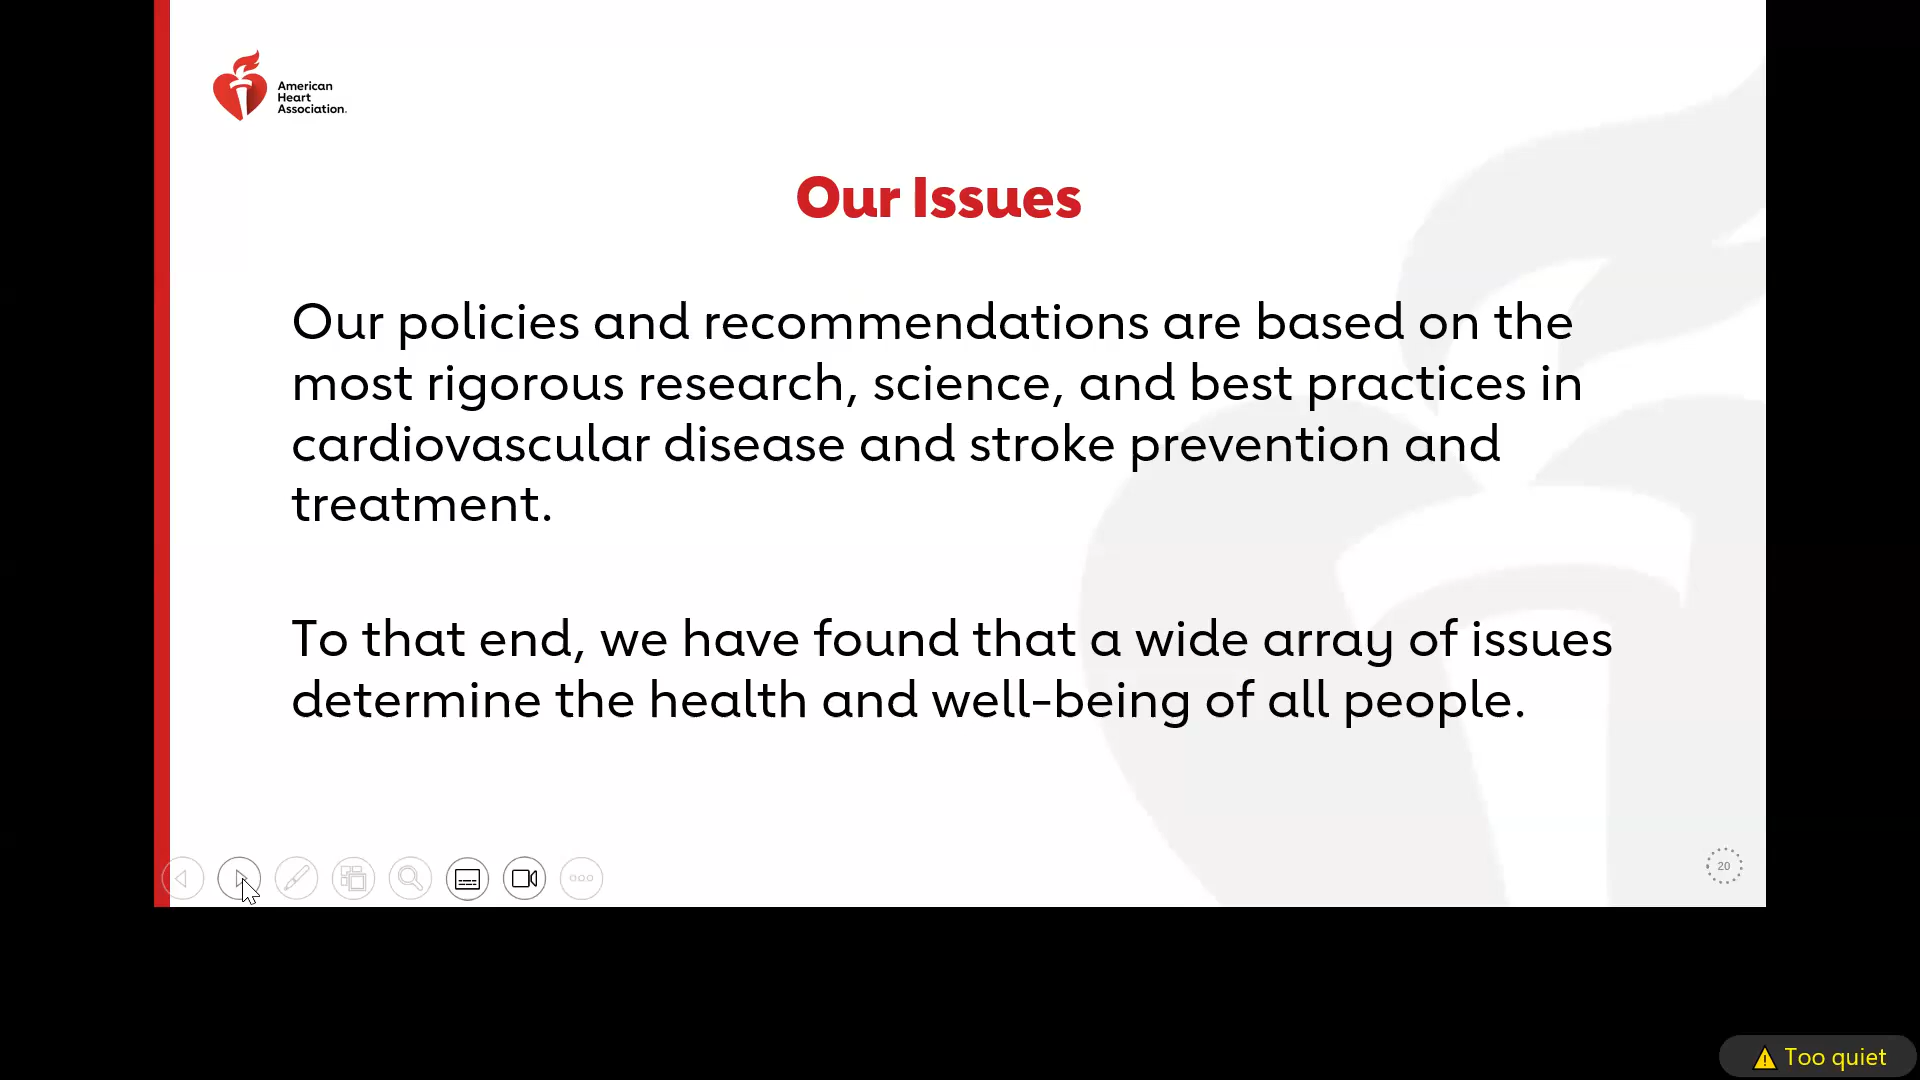 American
Heart
Association.
Our Issues
Our policies and recommendations are based on the
most rigorous research, science, and best practices in
cardiovascular disease and stroke prevention and
treatment.
To that end, we have found that a wide array of issues
determine the health and well-being of all people.
20
Too quiet